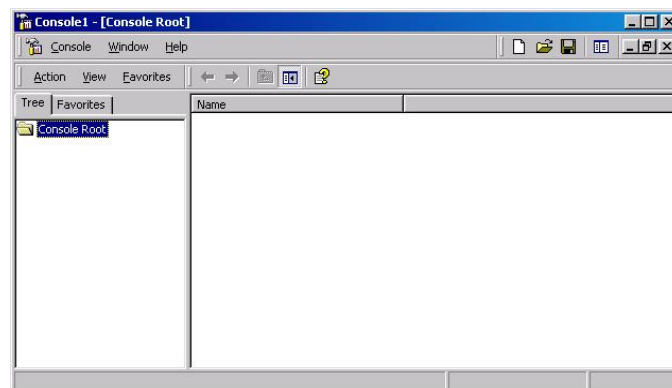 Console1 - [Console Root]
Console Window Help
Action View Favorites
Tree Favorites
Name
Console Root